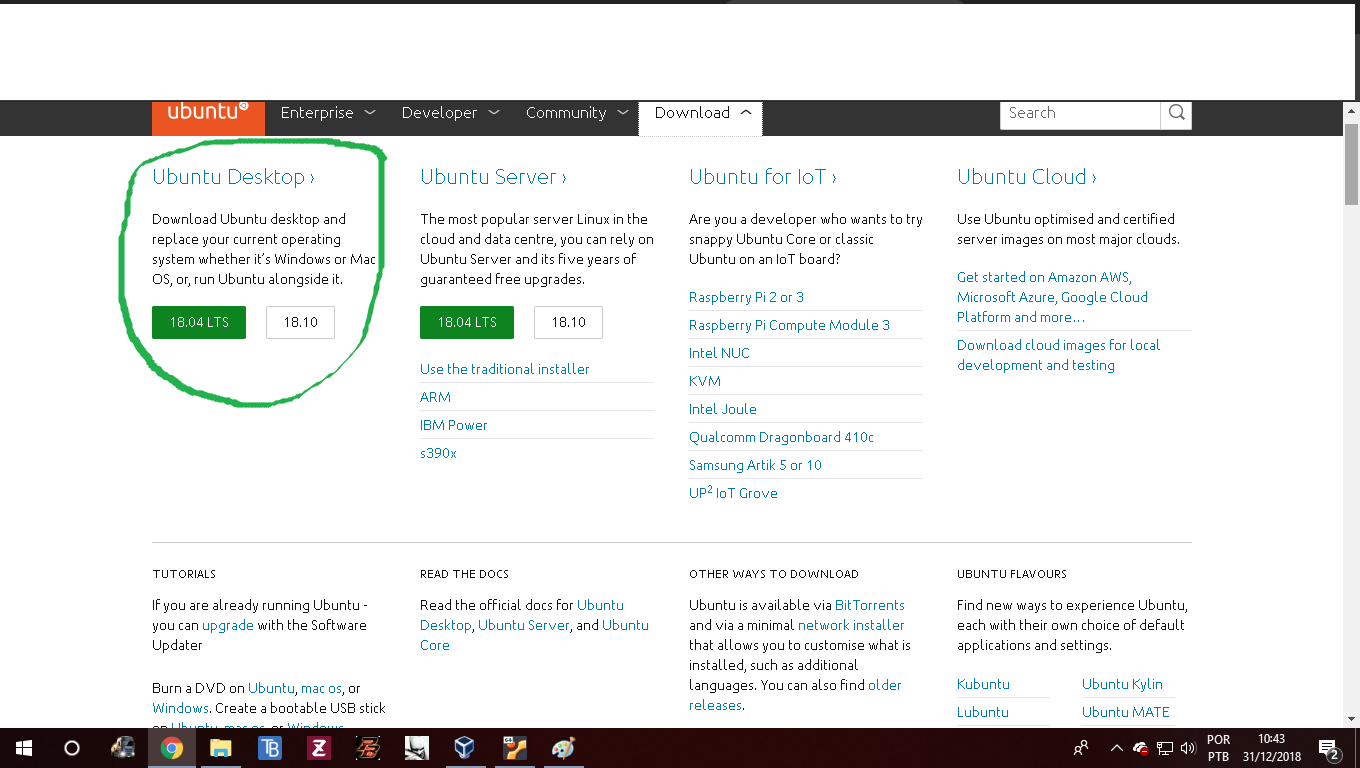 ubuntu
Enterprise
Developer
Community
Download
Search
Ubuntu Desktop ›
Download Ubuntu desktop and
replace your current operating
system whether it's Windows or Mac
OS, or, run Ubuntu alongside it.
18.04 LTS
18.10
Ubuntu Server ›
The most popular server Linux in the
cloud and data centre, you can rely on
Ubuntu Server and its five years of
guaranteed free upgrades.
18.04 LTS
18.10
Use the traditional installer
ARM
IBM Power
s390x
Ubuntu for IoT ›
Are you a developer who wants to try
snappy Ubuntu Core or classic
Ubuntu on an IoT board?
Raspberry Pi 2 or 3
Raspberry Pi Compute Module 3
Intel NUC
KVM
Intel Joule
Qualcomm Dragonboard 410c
Samsung Artik 5 or 10
UP² IoT Grove
Ubuntu Cloud ›
Use Ubuntu optimised and certified
server images on most major clouds.
Get started on Amazon AWS,
Microsoft Azure, Google Cloud
Platform and more…
Download cloud images for local
development and testing
TUTORIALS
If you are already running Ubuntu -
you can upgrade with the Software
Updater
Burn a DVD on Ubuntu, mac os, or
Windows. Create a bootable USB stick
on Ubuntu, mac os, or Windows
READ THE DOCS
Read the official docs for Ubuntu
Desktop, Ubuntu Server, and Ubuntu
Core
OTHER WAYS TO DOWNLOAD
Ubuntu is available via BitTorrents
and via a minimal network installer
that allows you to customise what is
installed, such as additional
languages. You can also find older
releases.
UBUNTU FLAVOURS
Find new ways to experience Ubuntu,
each with their own choice of default
applications and settings.
Kubuntu
Ubuntu Kylin
Lubuntu
Ubuntu MATE
TB
Z
64
POR
PTB
10:43
31/12/2018
2